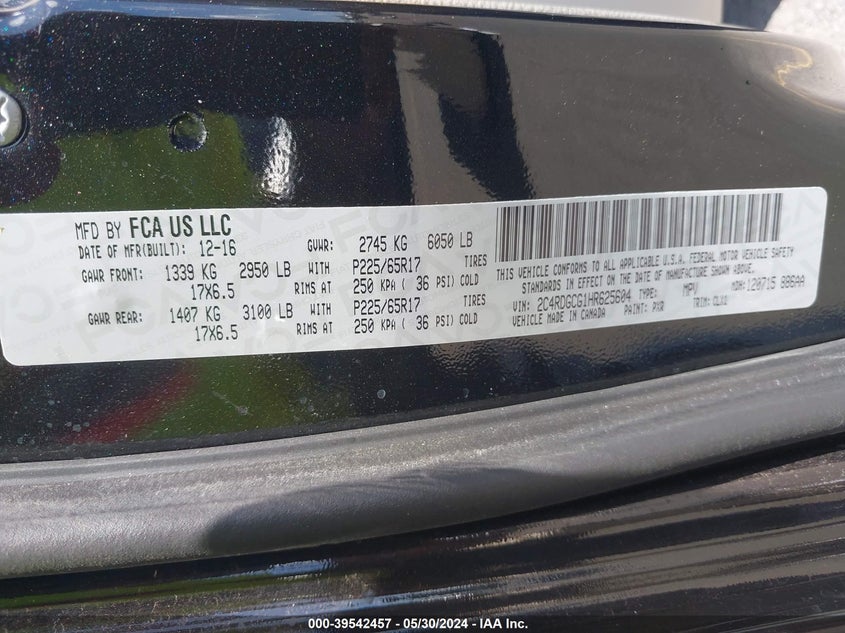 MFD BY FCA US LLC
DATE OF MFR(BUILT): 12-16 GVWR: 2745 KG 6050 LB
GAWR FRONT: 1339 KG 2950 LB WITH P225/65R17 TIRES
17X6.5 RIMS AT 250 KPA ( 36 PSI) COLD
GAWR REAR: 1407 KG 3100 LB WITH P225/65R17 TIRES
17X6.5 RIMS AT 250 KPA ( 36 PSI) COLD
THIS VEHICLE CONFORMS TO ALL APPLICABLE U.S.A. FEDERAL MOTOR VEHICLE SAFETY
STANDARDS IN EFFECT ON THE DATE OF MANUFACTURE SHOWN ABOVE.
VIN: 2C4RDGCG1HR625604 TYPE: MPV MDH: 120715 886AA
VEHICLE MADE IN CANADA PAINT: PXR TRIM:
000-39542457 - 05/30/2024 - IAA Inc.